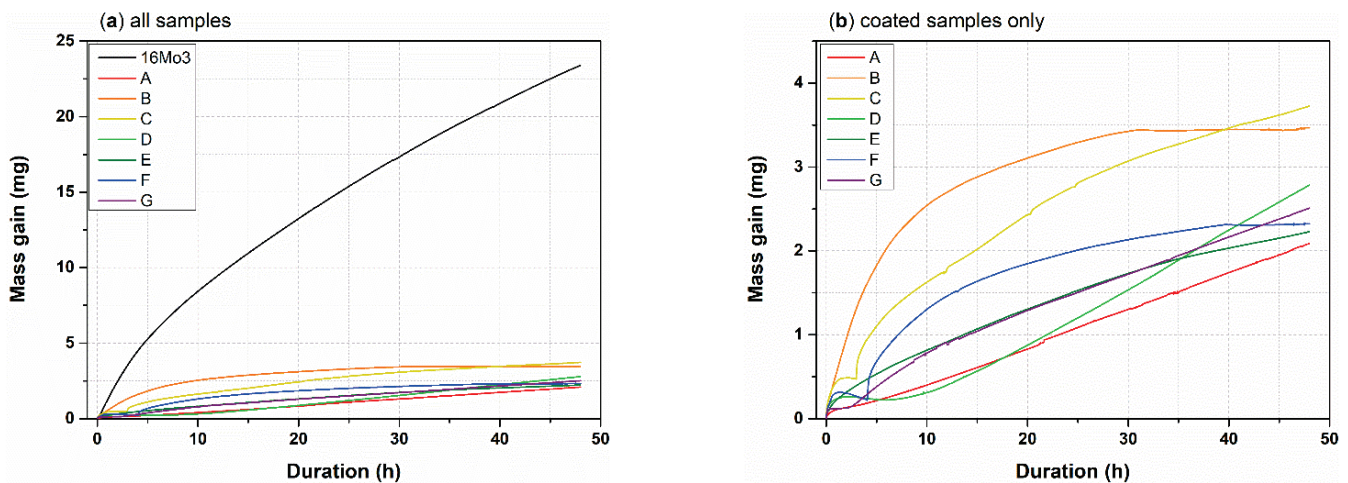 (a) all samples
25
20
15
10
5
0
Mass gain (mg)
16Mo3
A
B
C
D
E
F
G
0 10 20 30 40 50
Duration (h)
(b) coated samples only
4
3
2
1
0
Mass gain (mg)
A
B
C
D
E
F
G
0 10 20 30 40 50
Duration (h)